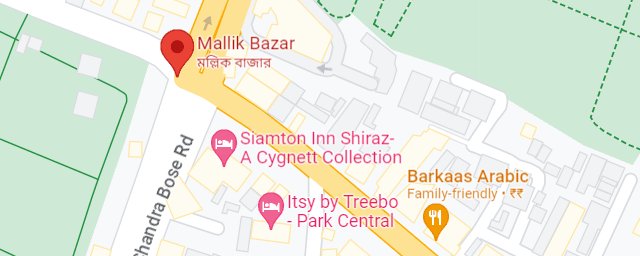 Mallik Bazar
মল্লিক বাজার
Siamton Inn Shiraz-
A Cygnett Collection
Itsy by Treebo
- Park Central
Barkaas Arabic
Family-friendly • ₹₹
Chandra Bose Rd